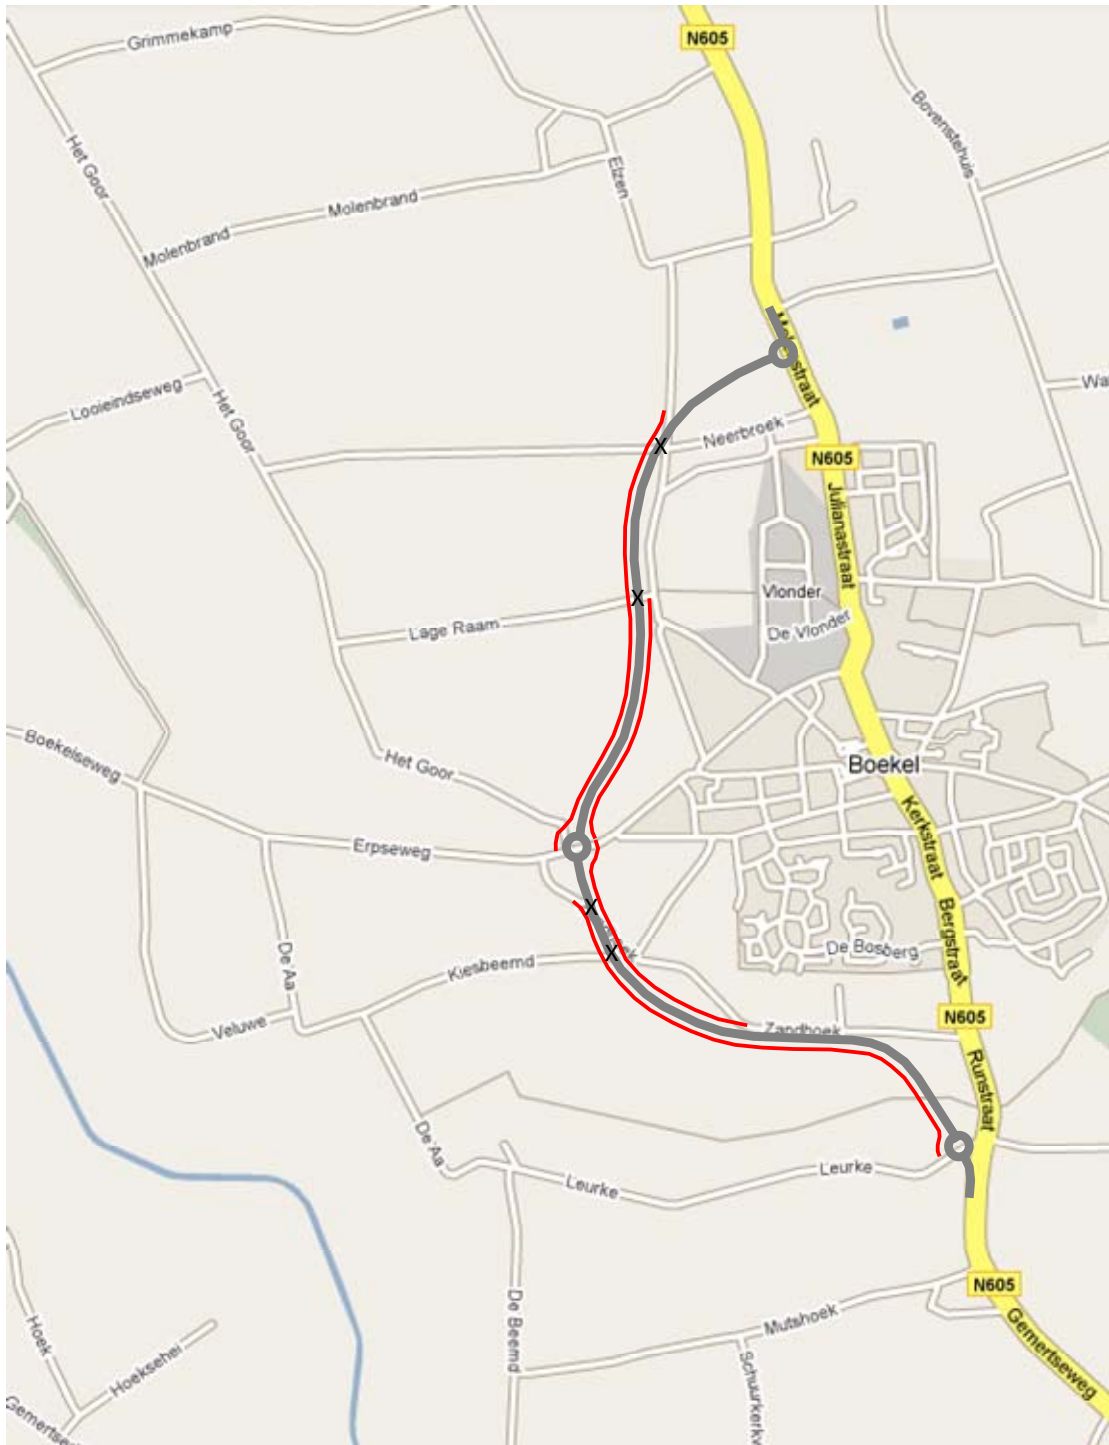 Grimmekamp
N605
Bovenstehuis
Het Goor
Elzen
Molenbrand
Molenbrand
Looieindseweg
Het Goor
Neerbroek
X
N605
Julianastraat
Vlonder
De Vlonder
X
Lage Raam
Boekelseweg
Het Goor
Boekel
Erpseweg
Kerkstraat
Bergstraat
X
X
De Bosberg
De Aa
Kiesbeemd
Veluwe
Zandhoek
N605
Runstraat
De Aa
Leurke
Leurke
N605
De Beemd
Mutshoek
Gemertseweg
Hoek
Hoeksehei